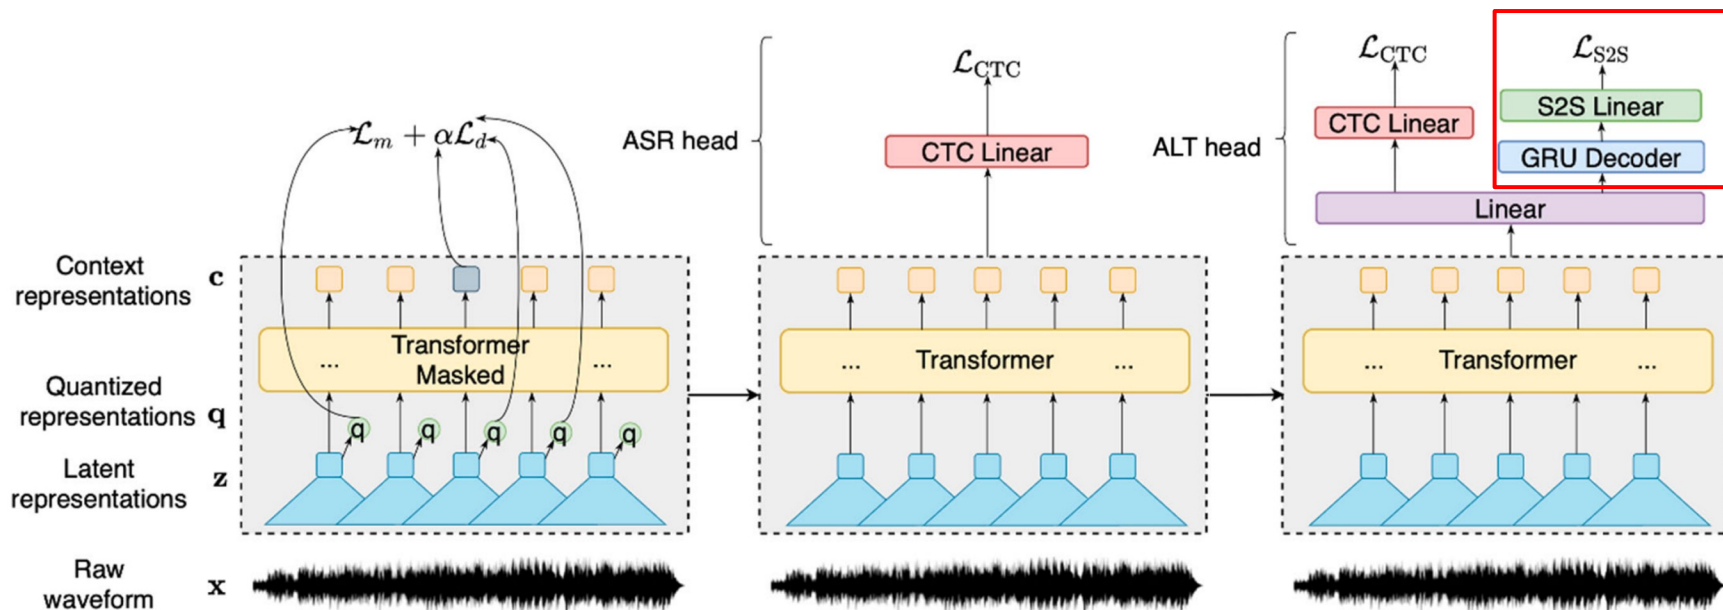 Context
representations c
Quantized
representations q
Latent
representations z
Raw
waveform x
ℒm + αℒd
Transformer
Masked
... ...
q q q q q
ASR head
ℒCTC
CTC Linear
... Transformer ...
ALT head
ℒCTC
CTC Linear
ℒS2S
S2S Linear
GRU Decoder
Linear
... Transformer ...